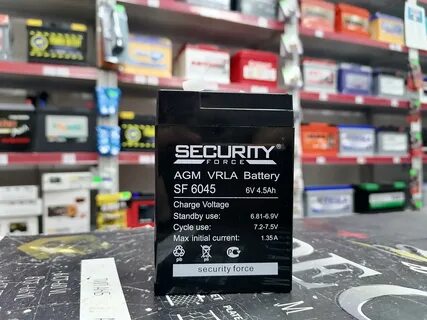 SECURITY®
FORCE
AGM VRLA Battery
SF 6045 6V 4.5Ah
Charge Voltage
Standby use: 6.81-6.9V
Cycle use: 7.2-7.5V
Max initial current: 1.35A
security force